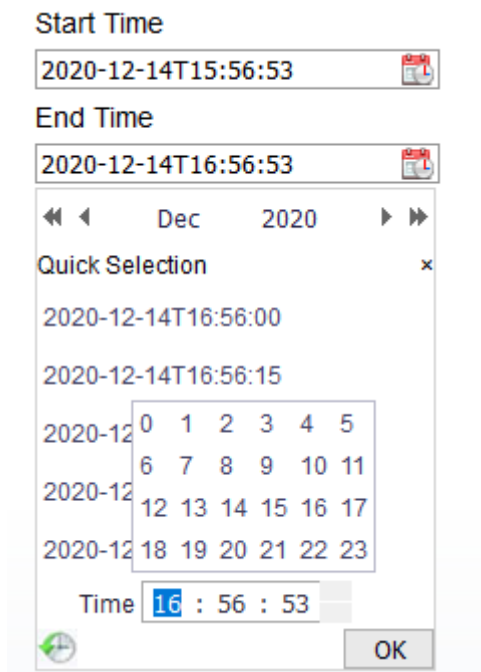 Start Time
2020-12-14T15:56:53
End Time
2020-12-14T16:56:53
Dec 2020
Quick Selection ×
2020-12-14T16:56:00
2020-12-14T16:56:15
2020-12
0 1 2 3 4 5
6 7 8 9 10 11
2020-12
12 13 14 15 16 17
2020-12
18 19 20 21 22 23
Time 16 : 56 : 53
OK